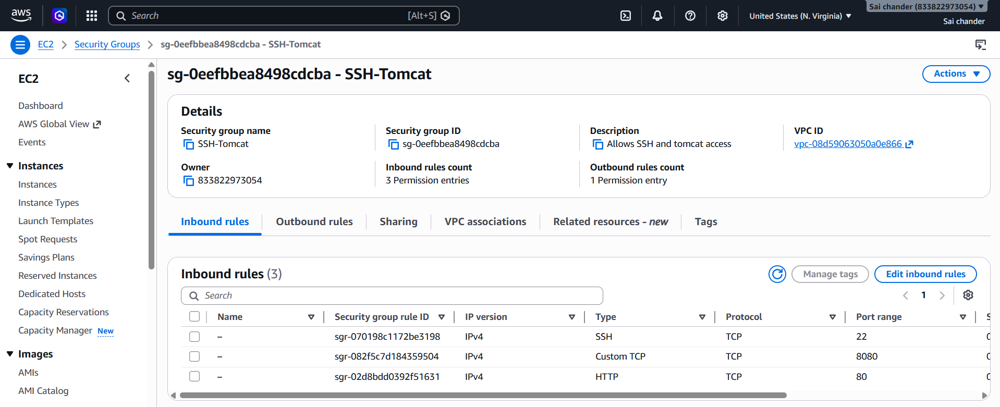 aws
Search [Alt+S]
United States (N. Virginia)
Sai chander (833822973054)
Sai chander
EC2 Security Groups sg-0eefbbea8498cdcba - SSH-Tomcat
EC2
Dashboard
AWS Global View
Events
Instances
Instances
Instance Types
Launch Templates
Spot Requests
Savings Plans
Reserved Instances
Dedicated Hosts
Capacity Reservations
Capacity Manager New
Images
AMIs
AMI Catalog
sg-0eefbbea8498cdcba - SSH-Tomcat
Actions
Details
Security group name
SSH-Tomcat
Security group ID
sg-0eefbbea8498cdcba
Description
Allows SSH and tomcat access
VPC ID
vpc-08d59063050a0e866
Owner
833822973054
Inbound rules count
3 Permission entries
Outbound rules count
1 Permission entry
Inbound rules Outbound rules Sharing VPC associations Related resources - new Tags
Inbound rules (3)
Manage tags Edit inbound rules
Search
1
Name Security group rule ID IP version Type Protocol Port range
– sgr-070198c1172be3198 IPv4 SSH TCP 22
– sgr-082f5c7d184359504 IPv4 Custom TCP TCP 8080
– sgr-02d8bdd0392f51631 IPv4 HTTP TCP 80